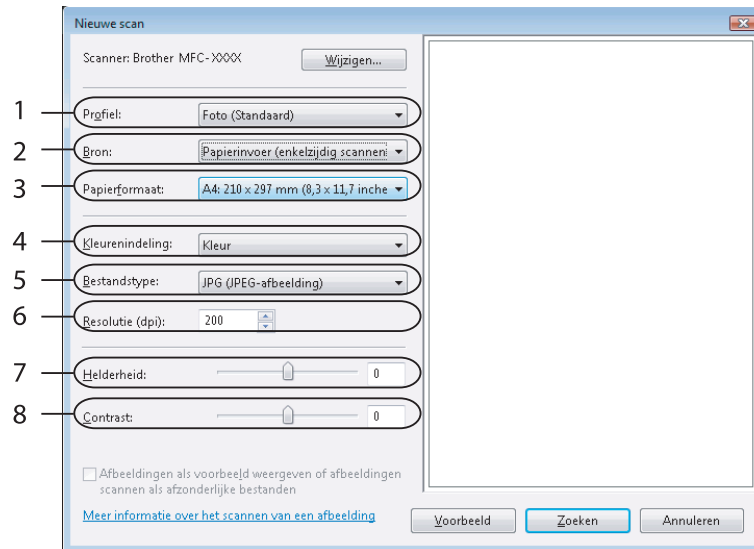 Nieuwe scan
Scanner: Brother MFC-XXXX
Wijzigen...
1 Profiel: Foto (Standaard)
2 Bron: Papierinvoer (enkelzijdig scannen
3 Papierformaat: A4: 210 x 297 mm (8,3 x 11,7 inche
4 Kleurenindeling: Kleur
5 Bestandstype: JPG (JPEG-afbeelding)
6 Resolutie (dpi): 200
7 Helderheid: 0
8 Contrast: 0
Afbeeldingen als voorbeeld weergeven of afbeeldingen
scannen als afzonderlijke bestanden
Meer informatie over het scannen van een afbeelding
Voorbeeld
Zoeken
Annuleren